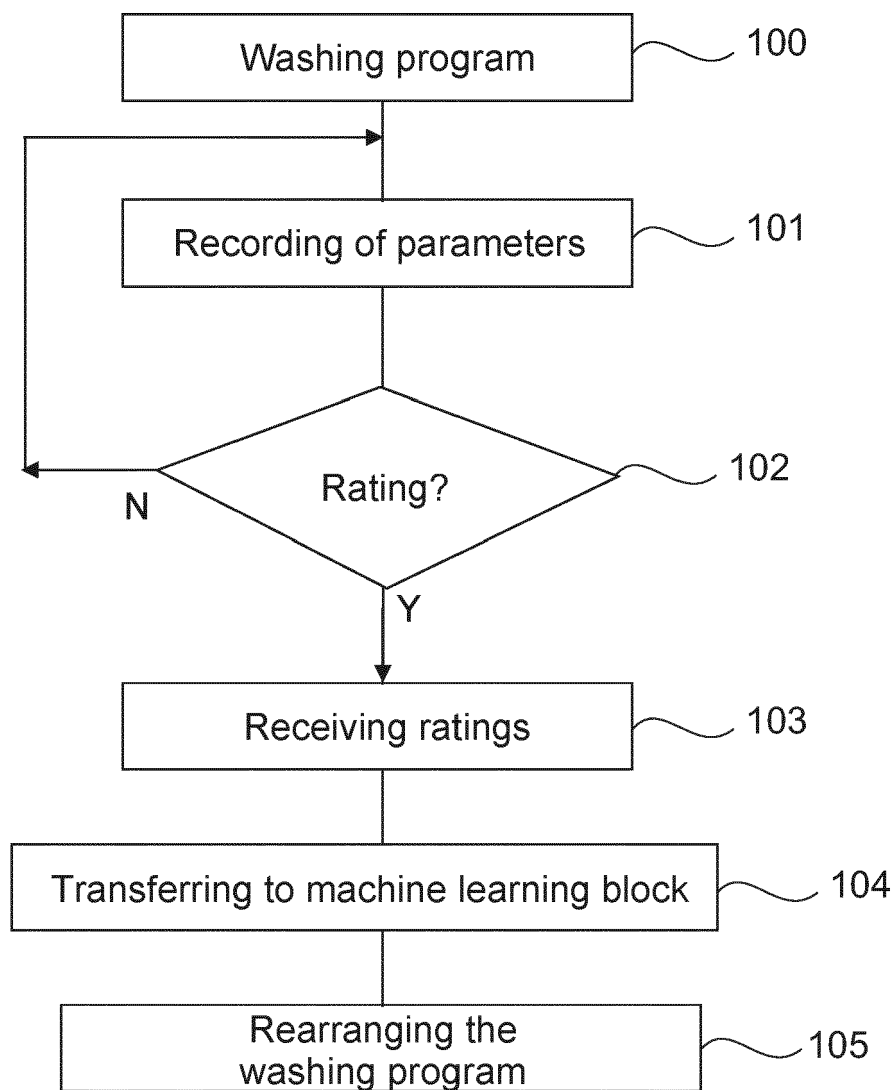 Washing program
100
Recording of parameters
101
Rating?
102
N
Y
Receiving ratings
103
Transferring to machine learning block
104
Rearranging the
washing program
105